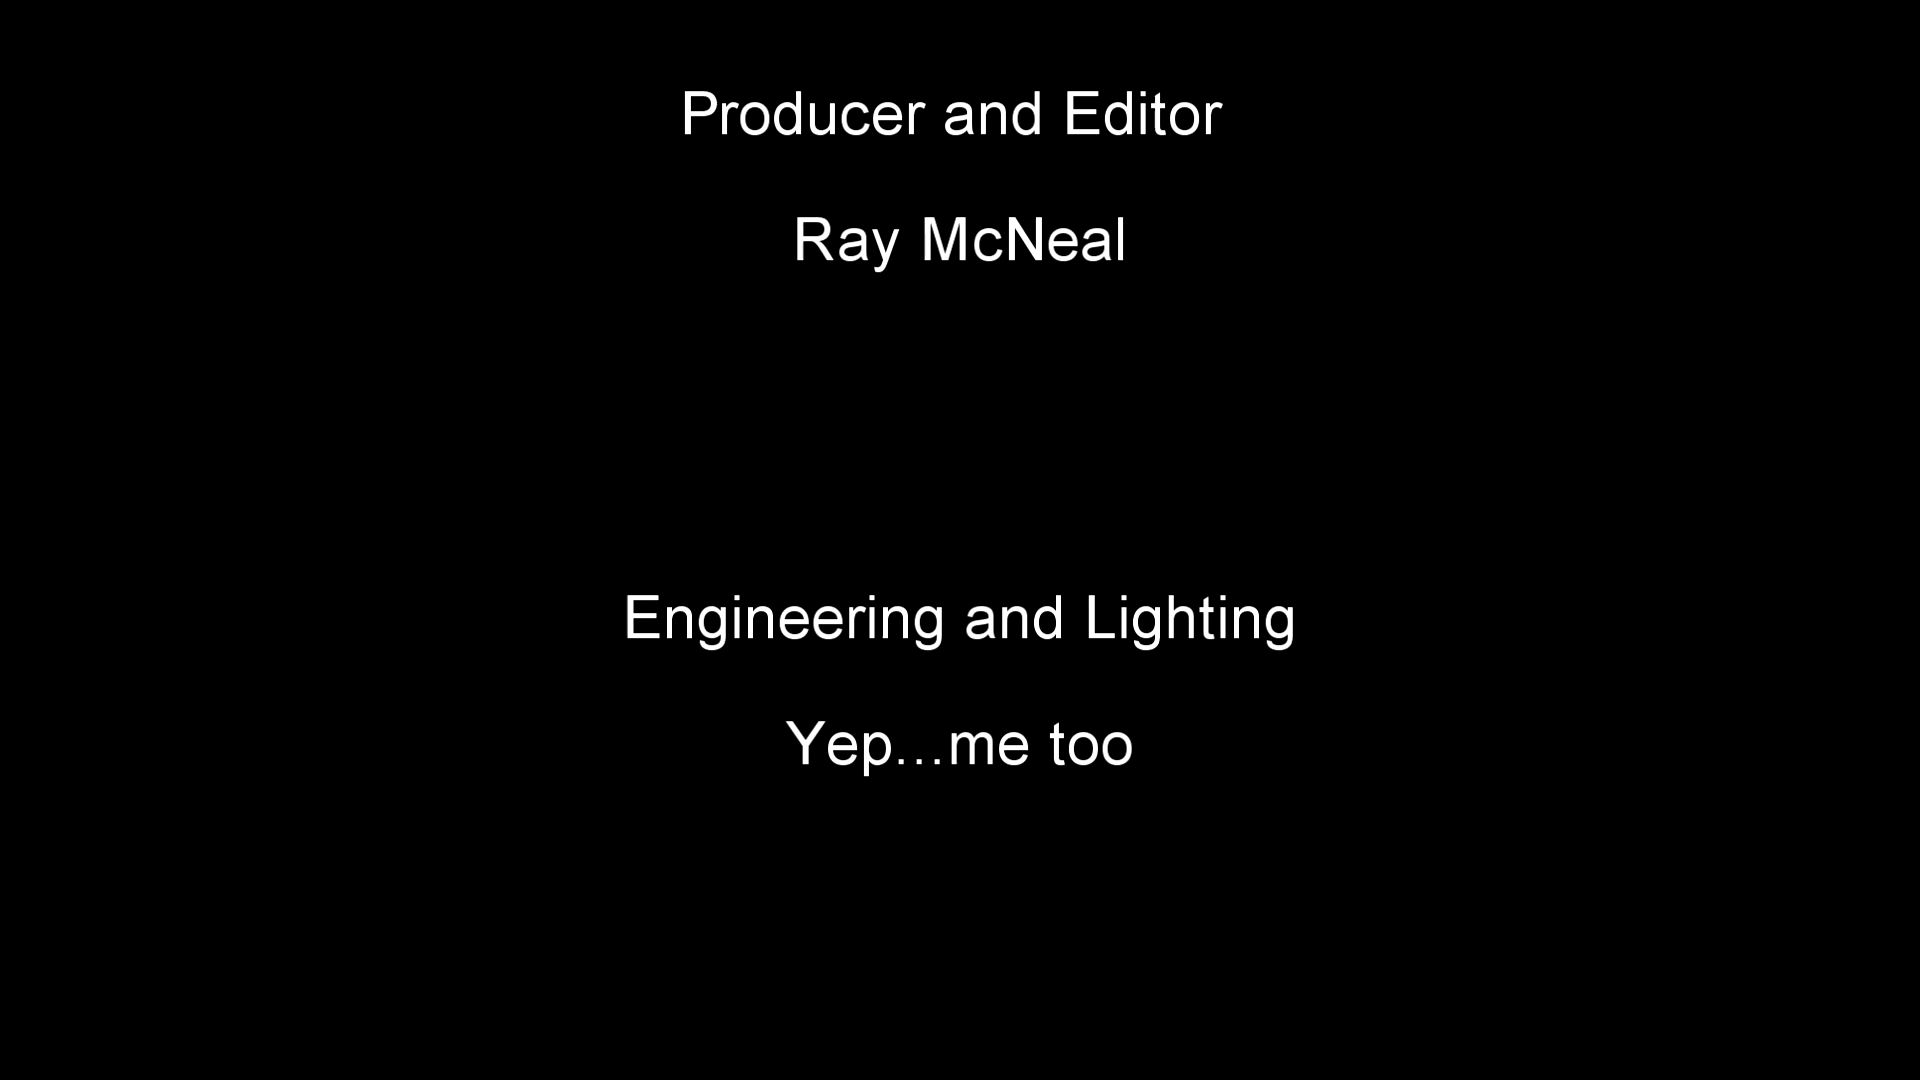 Producer and Editor
Ray McNeal
Engineering and Lighting
Yep...me too